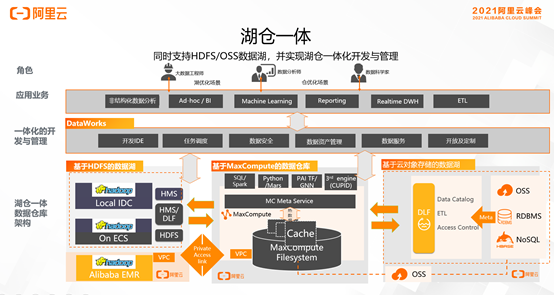 阿里云
2021阿里云峰会
2021 ALIBABA CLOUD SUMMIT
湖仓一体
同时支持HDFS/OSS数据湖，并实现湖仓一体化开发与管理
角色
大数据工程师
数据分析师
数据科学家
湖优化场景
仓优化场景
应用业务
非结构化数据分析
Ad-hoc / BI
Machine Learning
Reporting
Realtime DWH
ETL
一体化的开
发与管理
DataWorks
开发IDE
任务调度
数据安全
数据资产管理
数据服务
开放及定制
湖仓一体
数据仓库
架构
基于HDFS的数据湖
hadoop
Local IDC
HMS
HMS/
DLF
hadoop
On ECS
HDFS
hadoop
Alibaba EMR
VPC
阿里云
Private
Access
link
基于MaxCompute的数据仓库
SQL/
Spark
Python
/Mars
PAI TF/
GNN
3rd engine
(CUPID)
MC Meta Service
MaxCompute
Cache
MaxCompute
Filesystem
VPC
阿里云
基于云对象存储的数据湖
DLF
Data Catalog
ETL
Access Control
Meta
OSS
RDBMS
NoSQL
OSS
阿里云